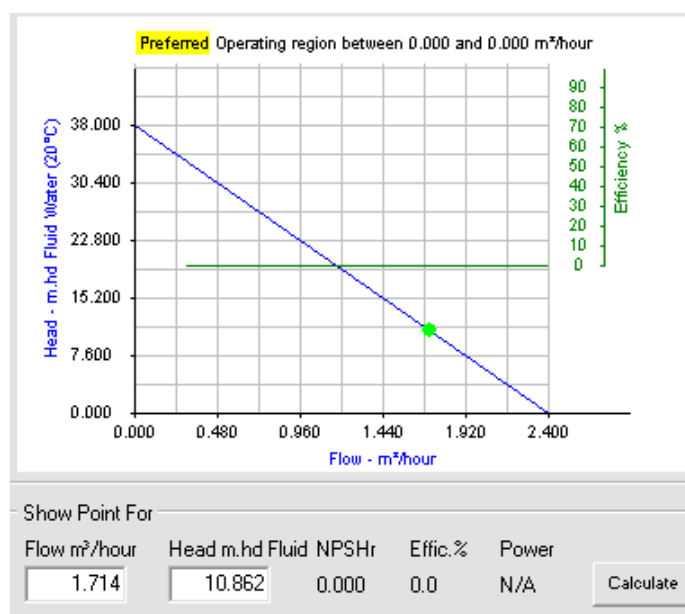 Preferred Operating region between 0.000 and 0.000 m³/hour
Head - m.hd Fluid Water (20°C)
38.000
30.400
22.800
15.200
7.600
0.000
0.000 0.480 0.960 1.440 1.920 2.400
Flow - m³/hour
90
80
70
60
50
40
30
20
10
0
Efficiency %
Show Point For
Flow m³/hour Head m.hd Fluid NPSHr Effic.% Power
1.714 10.862 0.000 0.0 N/A Calculate